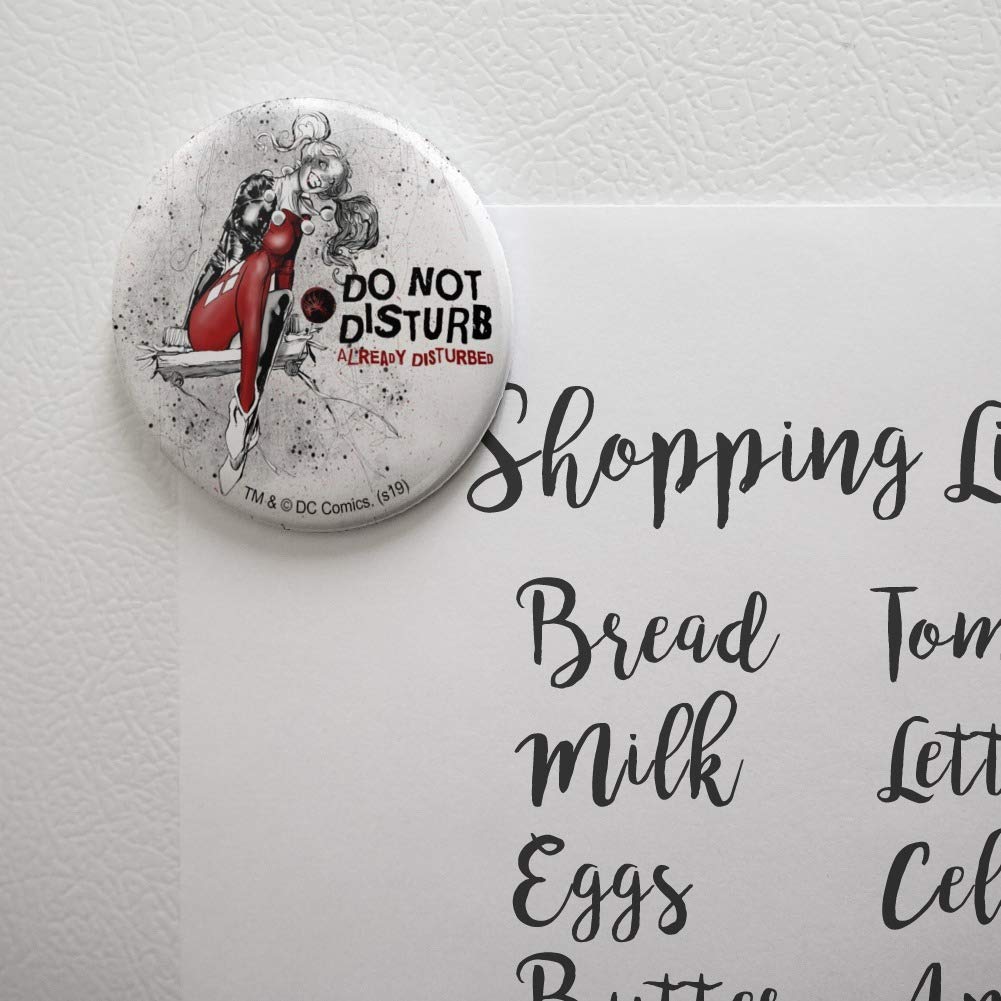 DO NOT
DISTURB
ALREADY DISTURBED
TM & © DC Comics. (s19)
Shopping Li
Bread
Tom
Milk
Lett
Eggs
Cel